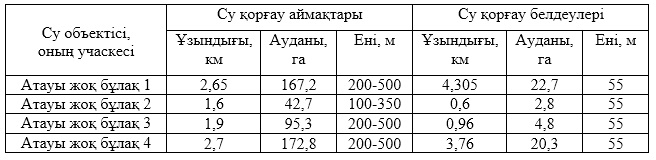 Су объектісі, оның учаскесі | Су қорғау аймақтары | Су қорғау белдеулері
Ұзындығы, км | Ауданы, га | Ені, м | Ұзындығы, км | Ауданы, га | Ені, м
Атауы жоқ бұлақ 1 | 2,65 | 167,2 | 200-500 | 4,305 | 22,7 | 55
Атауы жоқ бұлақ 2 | 1,6 | 42,7 | 100-350 | 0,6 | 2,8 | 55
Атауы жоқ бұлақ 3 | 1,9 | 95,3 | 200-500 | 0,96 | 4,8 | 55
Атауы жоқ бұлақ 4 | 2,7 | 172,8 | 200-500 | 3,76 | 20,3 | 55